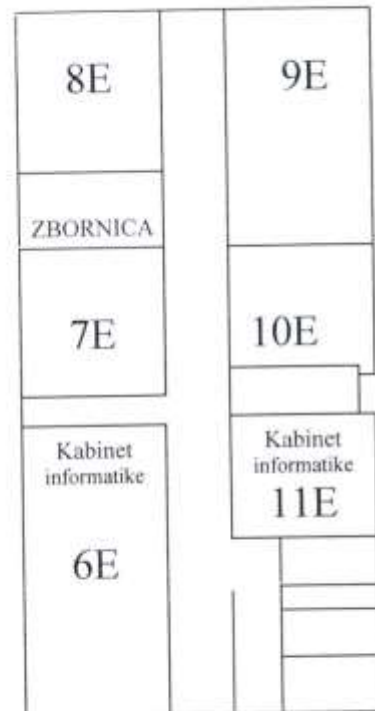 8E
9E
ZBORNICA
7E
10E
Kabinet
informatike
6E
Kabinet
informatike
11E